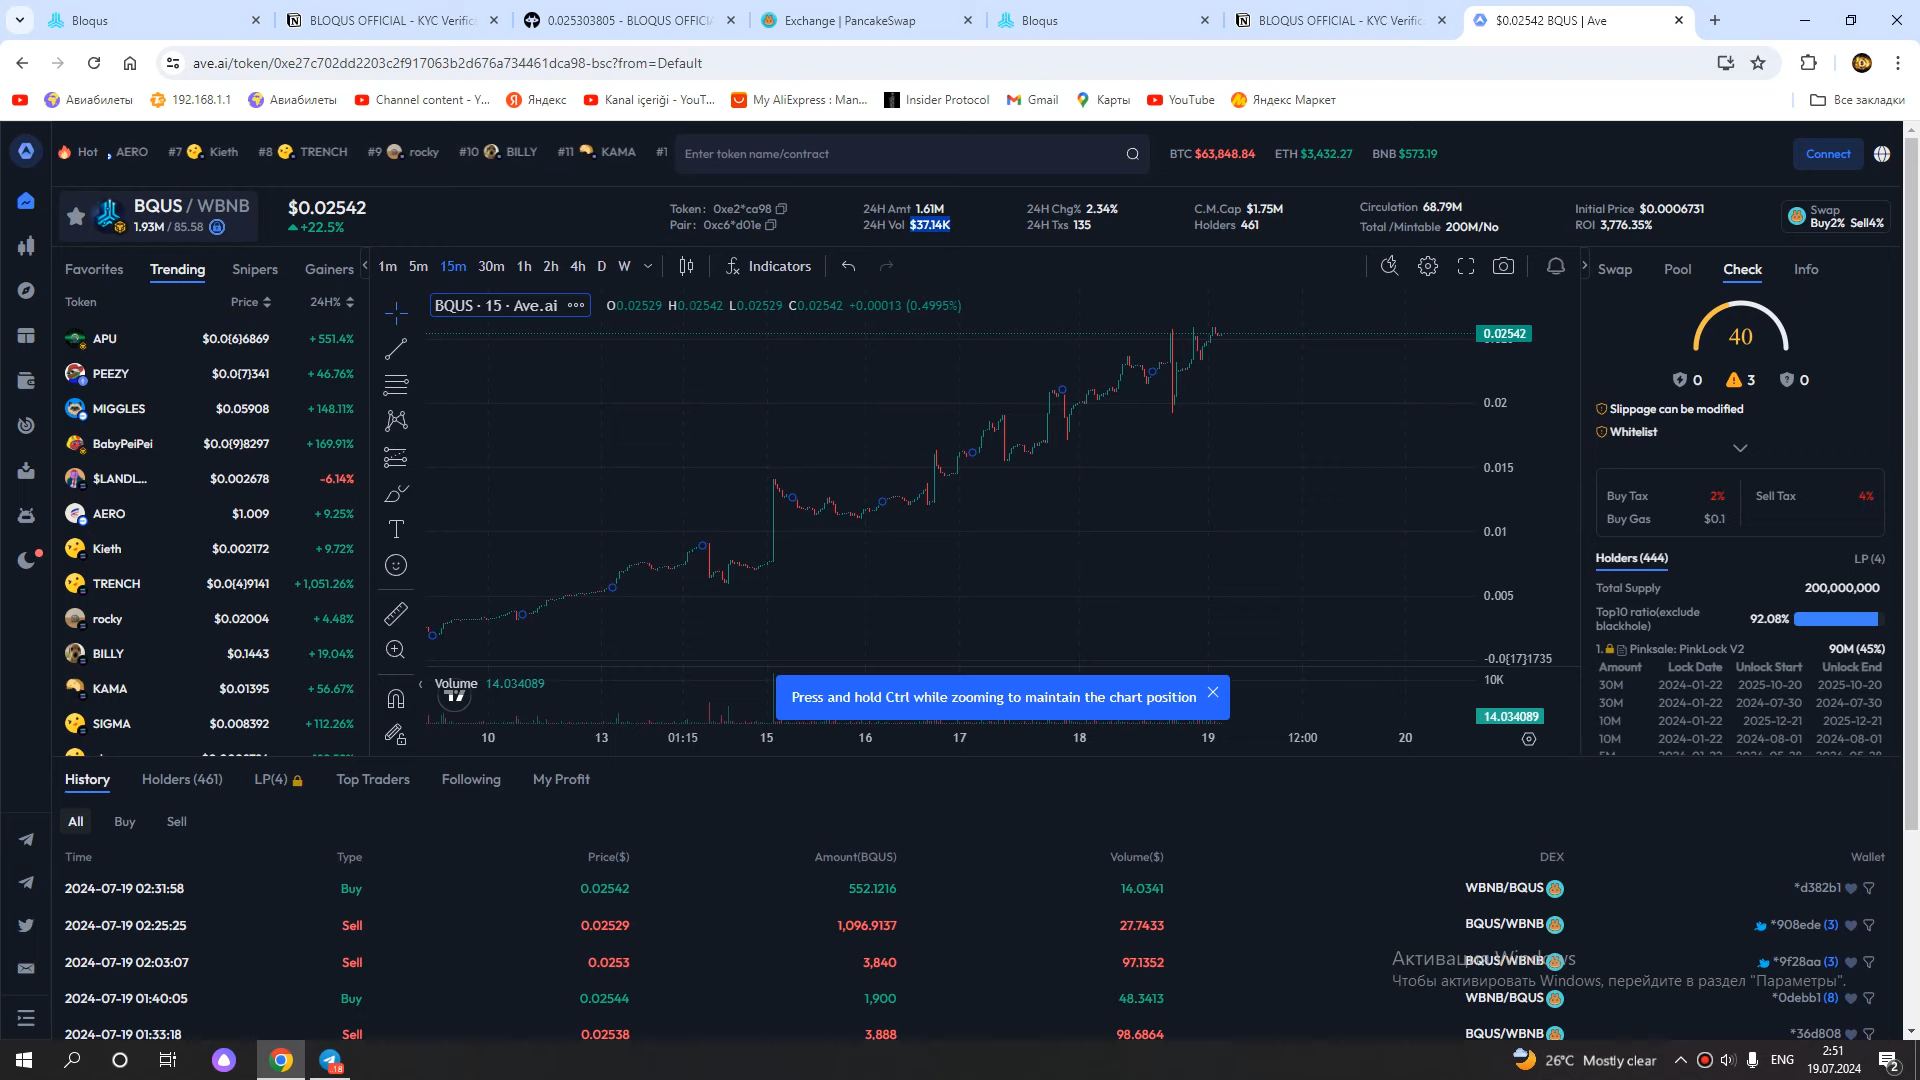 Bloqus
BLOQUS OFFICIAL - KYC Verific
0.025303805 - BLOQUS OFFICIA
Exchange | PancakeSwap
Bloqus
BLOQUS OFFICIAL - KYC Verific
$0.02542 BQUS | Ave
ave.ai/token/0xe27c702dd2203c2f917063b2d676a734461dca98-bsc?from=Default
Авиабилеты
192.168.1.1
Авиабилеты
Channel content - Y...
Яндекс
Kanal içeriği - YouT...
My AliExpress : Man...
Insider Protocol
Gmail
Карты
YouTube
Яндекс Маркет
Все закладки
Hot
AERO
#7 Kieth
#8 TRENCH
#9 rocky
#10 BILLY
#11 KAMA
#1
Enter token name/contract
BTC $63,848.84
ETH $3,432.27
BNB $573.19
Connect
BQUS / WBNB
1.93M / 85.58
$0.02542
+22.5%
Token: 0xe2*ca98
Pair: 0xc6*d01e
24H Amt 1.61M
24H Vol $37.14K
24H Chg% 2.34%
24H Txs 135
C.M.Cap $1.75M
Holders 461
Circulation 68.79M
Total /Mintable 200M/No
Initial Price $0.0006731
ROI 3,776.35%
Swap
Buy2% Sell4%
Favorites Trending Snipers Gainers
Token Price 24H%
APU $0.0{6}6869 +551.4%
PEEZY $0.0{7}341 +46.76%
MIGGLES $0.05908 +148.11%
BabyPeiPei $0.0{9}8297 +169.91%
$LANDL... $0.002678 -6.14%
AERO $1.009 +9.25%
Kieth $0.002172 +9.72%
TRENCH $0.0{4}9141 +1,051.26%
rocky $0.02004 +4.48%
BILLY $0.1443 +19.04%
KAMA $0.01395 +56.67%
SIGMA $0.008392 +112.26%
1m 5m 15m 30m 1h 2h 4h D W
Indicators
BQUS · 15 · Ave.ai
O0.02529 H0.02542 L0.02529 C0.02542 +0.00013 (0.4995%)
0.02542
0.02
0.015
0.01
0.005
-0.0{17}1735
Volume 14.034089
10K
14.034089
Press and hold Ctrl while zooming to maintain the chart position
10 13 01:15 15 16 17 18 19 12:00 20
Swap Pool Check Info
40
0 3 0
Slippage can be modified
Whitelist
Buy Tax 2%
Sell Tax 4%
Buy Gas $0.1
Holders (444) LP (4)
Total Supply 200,000,000
Top10 ratio(exclude
blackhole) 92.08%
1. Pinksale: PinkLock V2 90M (45%)
Amount Lock Date Unlock Start Unlock End
30M 2024-01-22 2025-10-20 2025-10-20
30M 2024-01-22 2024-07-30 2024-07-30
10M 2024-01-22 2025-12-21 2025-12-21
10M 2024-01-22 2024-08-01 2024-08-01
History Holders (461) LP(4) Top Traders Following My Profit
All Buy Sell
Time Type Price($) Amount(BQUS) Volume($) DEX Wallet
2024-07-19 02:31:58 Buy 0.02542 552.1216 14.0341 WBNB/BQUS *d382b1
2024-07-19 02:25:25 Sell 0.02529 1,096.9137 27.7433 BQUS/WBNB *908ede (3)
2024-07-19 02:03:07 Sell 0.0253 3,840 97.1352 BQUS/WBNB *9f28aa (3)
2024-07-19 01:40:05 Buy 0.02544 1,900 48.3413 WBNB/BQUS *0debb1 (8)
2024-07-19 01:33:18 Sell 0.02538 3,888 98.6864 BQUS/WBNB *36d808
Активация Windows
Чтобы активировать Windows, перейдите в раздел "Параметры".
18
26°C Mostly clear
ENG
2:51
19.07.2024
2